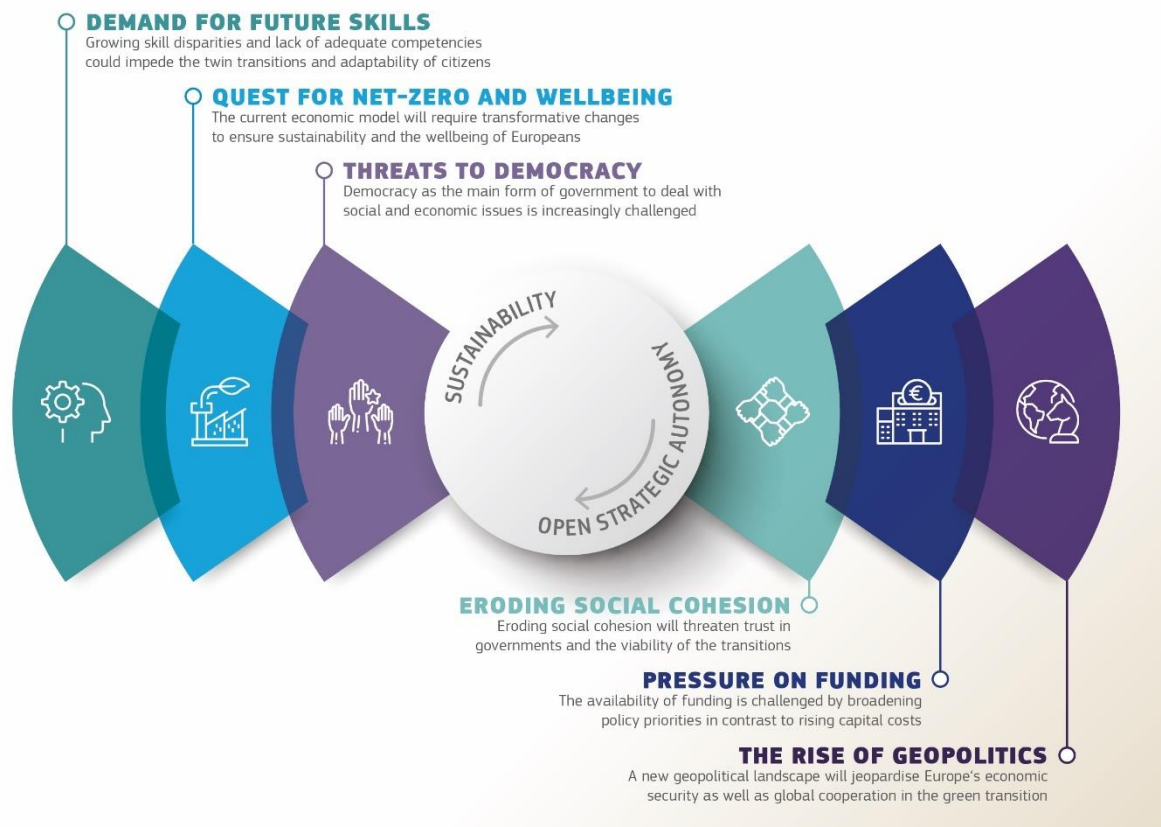 DEMAND FOR FUTURE SKILLS
Growing skill disparities and lack of adequate competencies
could impede the twin transitions and adaptability of citizens
QUEST FOR NET-ZERO AND WELLBEING
The current economic model will require transformative changes
to ensure sustainability and the wellbeing of Europeans
THREATS TO DEMOCRACY
Democracy as the main form of government to deal with
social and economic issues is increasingly challenged
SUSTAINABILITY
OPEN STRATEGIC AUTONOMY
€
ERODING SOCIAL COHESION
Eroding social cohesion will threaten trust in
governments and the viability of the transitions
PRESSURE ON FUNDING
The availability of funding is challenged by broadening
policy priorities in contrast to rising capital costs
THE RISE OF GEOPOLITICS
A new geopolitical landscape will jeopardise Europe's economic
security as well as global cooperation in the green transition